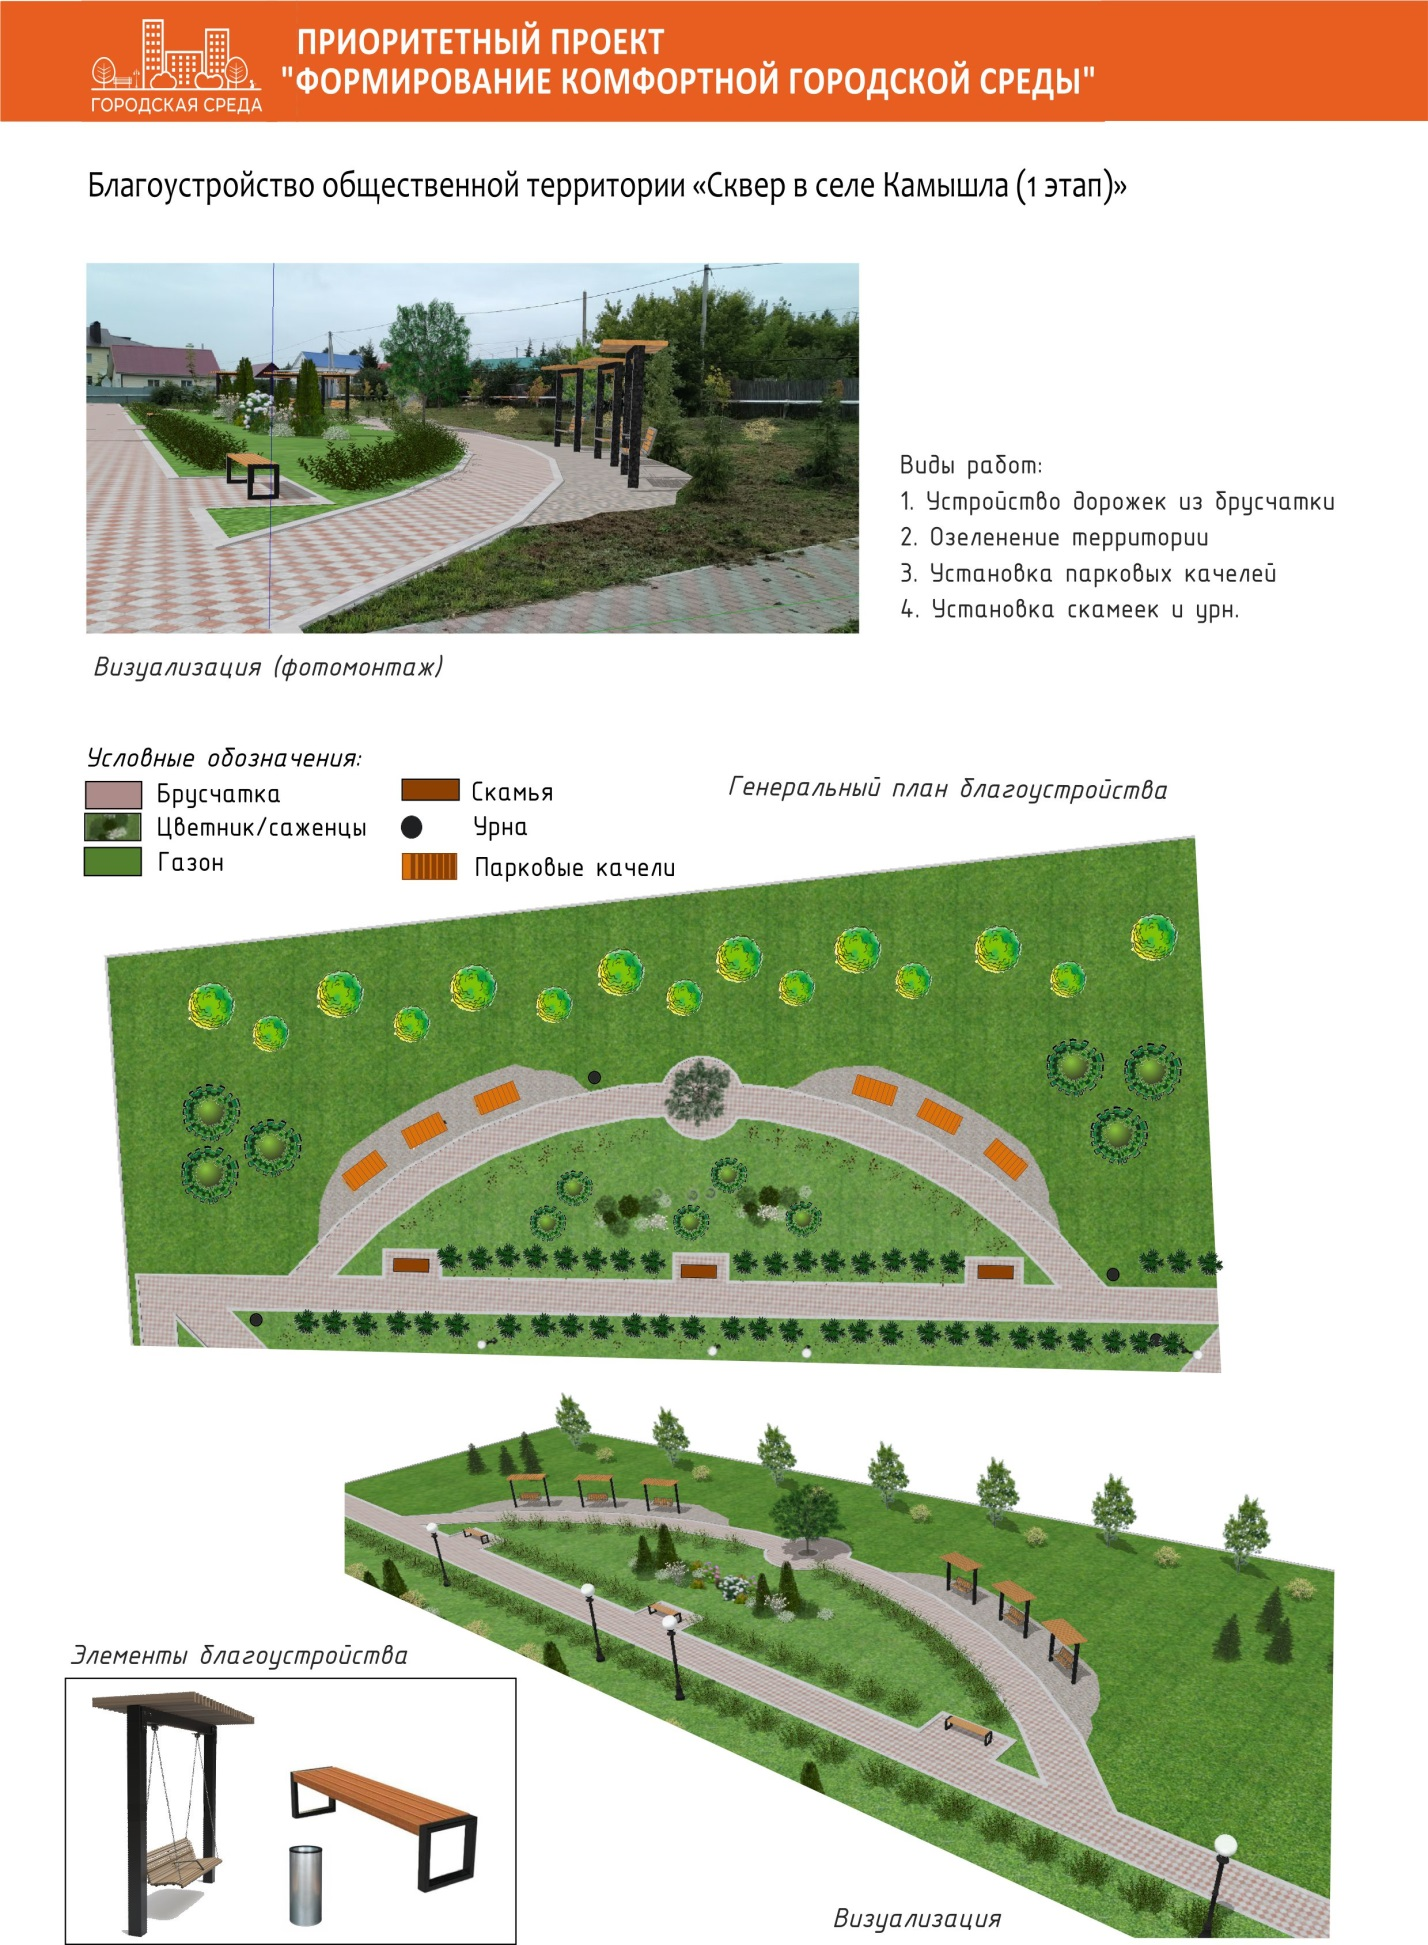 ПРИОРИТЕТНЫЙ ПРОЕКТ
"ФОРМИРОВАНИЕ КОМФОРТНОЙ ГОРОДСКОЙ СРЕДЫ"
ГОРОДСКАЯ СРЕДА
Благоустройство общественной территории «Сквер в селе Камышла (1 этап)»
Виды работ:
1. Устройство дорожек из брусчатки
2. Озеленение территории
3. Установка парковых качелей
4. Установка скамеек и урн.
Визуализация (фотомонтаж)
Условные обозначения:
Брусчатка
Цветник/саженцы
Газон
Скамья
Урна
Парковые качели
Генеральный план благоустройства
Элементы благоустройства
Визуализация